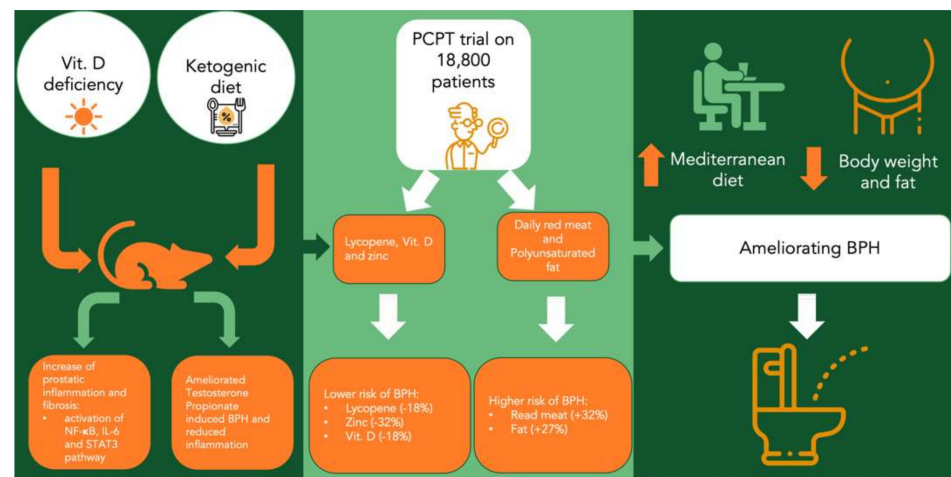 Vit. D
deficiency
Ketogenic
diet
%
Increase of
prostatic
inflammation and
fibrosis:
• activation of
NF-κB, IL-6
and STAT3
pathway
Ameliorated
Testosterone
Propionate
induced BPH and
reduced
inflammation
PCPT trial on
18,800
patients
Lycopene, Vit. D
and zinc
Daily red meat
and
Polyunsaturated
fat
Lower risk of BPH:
• Lycopene (-18%)
• Zinc (-32%)
• Vit. D (-18%)
Higher risk of BPH:
• Read meat (+32%)
• Fat (+27%)
Mediterranean
diet
Body weight
and fat
Ameliorating BPH